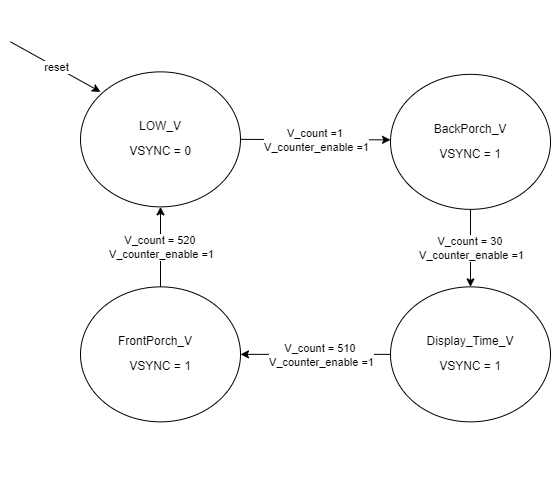 reset
LOW_V
VSYNC = 0
V_count =1
V_counter_enable =1
BackPorch_V
VSYNC = 1
V_count = 520
V_counter_enable =1
V_count = 30
V_counter_enable =1
FrontPorch_V
VSYNC = 1
V_count = 510
V_counter_enable =1
Display_Time_V
VSYNC = 1